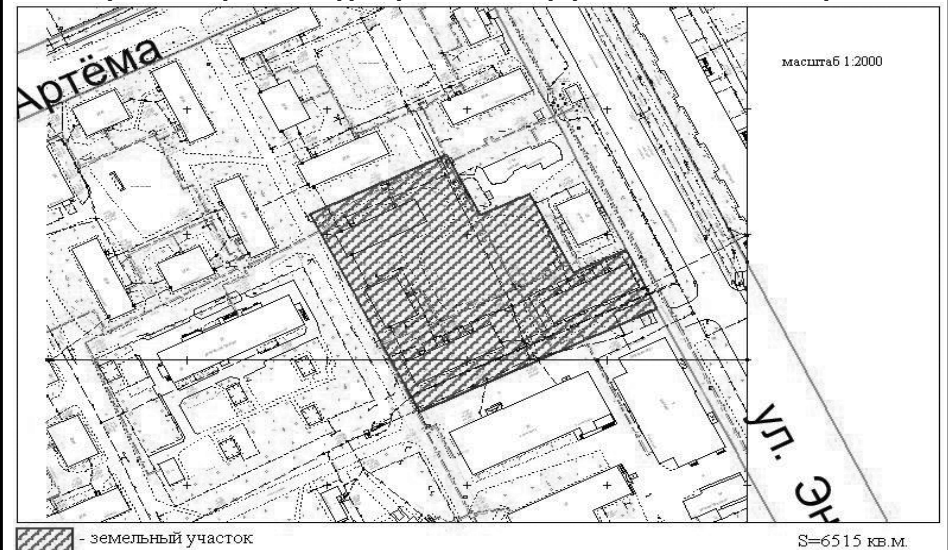 Артёма
масштаб 1:2000
ул. Эн
- земельный участок
S=6515 кв.м.